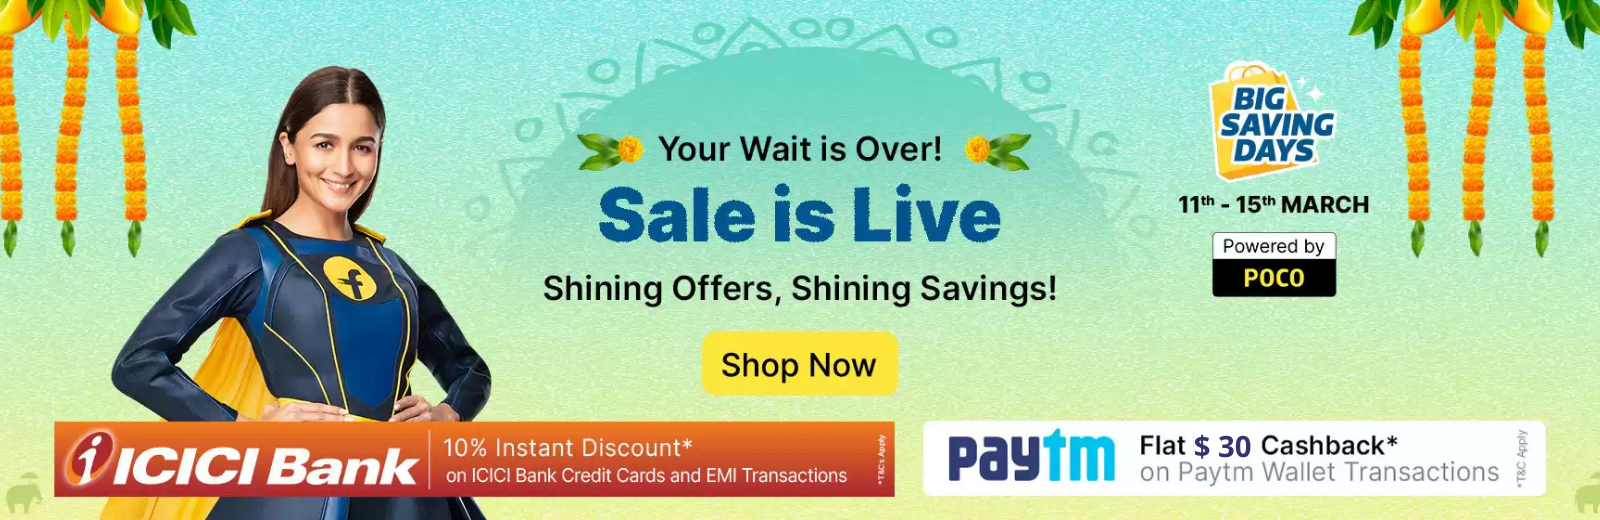 Your Wait is Over!
Sale is Live
Shining Offers, Shining Savings!
Shop Now
BIG
SAVING
DAYS
11th - 15th MARCH
Powered by
POCO
f
i ICICI Bank
10% Instant Discount*
on ICICI Bank Credit Cards and EMI Transactions
*T&Cs Apply
paytm
Flat $ 30 Cashback*
on Paytm Wallet Transactions
*T&C Apply